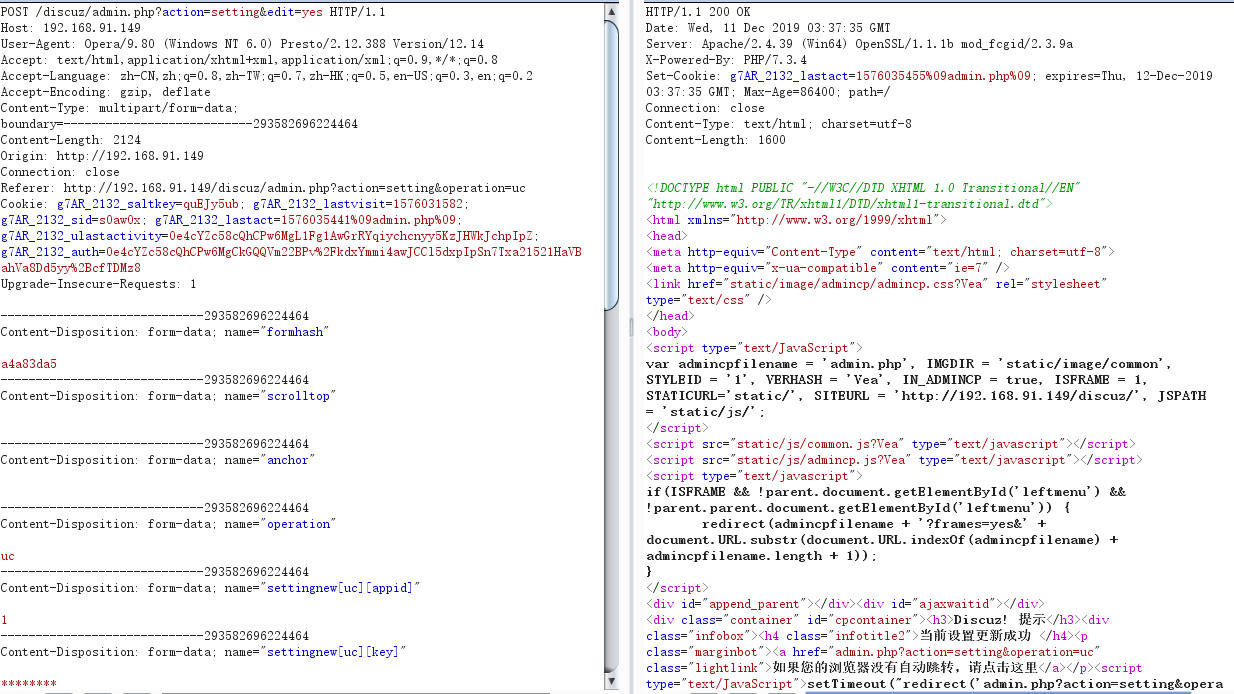 POST /discuz/admin.php?action=setting&edit=yes HTTP/1.1
Host: 192.168.91.149
User-Agent: Opera/9.80 (Windows NT 6.0) Presto/2.12.388 Version/12.14
Accept: text/html,application/xhtml+xml,application/xml;q=0.9,*/*;q=0.8
Accept-Language: zh-CN,zh;q=0.8,zh-TW;q=0.7,zh-HK;q=0.5,en-US;q=0.3,en;q=0.2
Accept-Encoding: gzip, deflate
Content-Type: multipart/form-data;
boundary=---------------------------293582696224464
Content-Length: 2124
Origin: http://192.168.91.149
Connection: close
Referer: http://192.168.91.149/discuz/admin.php?action=setting&operation=uc
Cookie: g7AR_2132_saltkey=quEJy5ub; g7AR_2132_lastvisit=1576031582;
g7AR_2132_sid=s0aw0x; g7AR_2132_lastact=1576035441%09admin.php%09;
g7AR_2132_ulastactivity=0e4cYZc58cQhCPw6MgL1Fg1AwGrRYqiychcnyy5KzJHWkJchpIpZ;
g7AR_2132_auth=0e4cYZc58cQhCPw6MgCkGQQVm22BPv%2FkdxYmmi4awJCCl5dxpIpSn7Txa21521HaVB
ahVa8Dd5yy%2BcfTDMz8
Upgrade-Insecure-Requests: 1
-----------------------------293582696224464
Content-Disposition: form-data; name="formhash"
a4a83da5
-----------------------------293582696224464
Content-Disposition: form-data; name="scrolltop"
-----------------------------293582696224464
Content-Disposition: form-data; name="anchor"
-----------------------------293582696224464
Content-Disposition: form-data; name="operation"
uc
-----------------------------293582696224464
Content-Disposition: form-data; name="settingnew[uc][appid]"
1
-----------------------------293582696224464
Content-Disposition: form-data; name="settingnew[uc][key]"
********
HTTP/1.1 200 OK
Date: Wed, 11 Dec 2019 03:37:35 GMT
Server: Apache/2.4.39 (Win64) OpenSSL/1.1.1b mod_fcgid/2.3.9a
X-Powered-By: PHP/7.3.4
Set-Cookie: g7AR_2132_lastact=1576035455%09admin.php%09; expires=Thu, 12-Dec-2019
03:37:35 GMT; Max-Age=86400; path=/
Connection: close
Content-Type: text/html; charset=utf-8
Content-Length: 1600
<!DOCTYPE html PUBLIC "-//W3C//DTD XHTML 1.0 Transitional//EN"
"http://www.w3.org/TR/xhtml1/DTD/xhtml1-transitional.dtd">
<html xmlns="http://www.w3.org/1999/xhtml">
<head>
<meta http-equiv="Content-Type" content="text/html; charset=utf-8">
<meta http-equiv="x-ua-compatible" content="ie=7" />
<link href="static/image/admincp/admincp.css?Vea" rel="stylesheet"
type="text/css" />
</head>
<body>
<script type="text/JavaScript">
var admincpfilename = 'admin.php', IMGDIR = 'static/image/common',
STYLEID = '1', VERHASH = 'Vea', IN_ADMINCP = true, ISFRAME = 1,
STATICURL='static/', SITEURL = 'http://192.168.91.149/discuz/', JSPATH
= 'static/js/';
</script>
<script src="static/js/common.js?Vea" type="text/javascript"></script>
<script src="static/js/admincp.js?Vea" type="text/javascript"></script>
<script type="text/javascript">
if(ISFRAME && !parent.document.getElementById('leftmenu') &&
!parent.parent.document.getElementById('leftmenu')) {
redirect(admincpfilename + '?frames=yes&' +
document.URL.substr(document.URL.indexOf(admincpfilename) +
admincpfilename.length + 1));
}
</script>
<div id="append_parent"></div><div id="ajaxwaitid"></div>
<div class="container" id="cpcontainer"><h3>Discuz! 提示</h3><div
class="infobox"><h4 class="infotitle2">当前设置更新成功 </h4><p
class="marginbot"><a href="admin.php?action=setting&operation=uc"
class="lightlink">如果您的浏览器没有自动跳转，请点击这里</a></p><script
type="text/JavaScript">setTimeout("redirect('admin.php?action=setting&opera